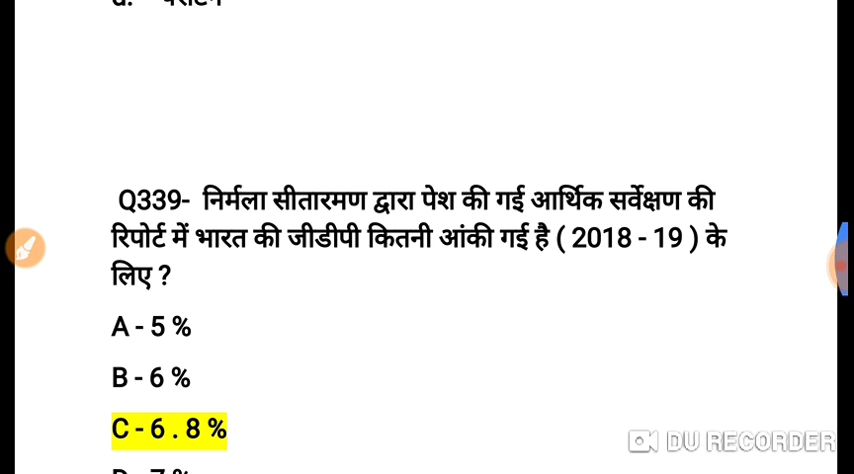 Q339- निर्मला सीतारमण द्वारा पेश की गई आर्थिक सर्वेक्षण की
रिपोर्ट में भारत की जीडीपी कितनी आंकी गई है ( 2018 - 19 ) के
लिए ?
A - 5 %
B - 6 %
C - 6 . 8 %
DU RECORDER